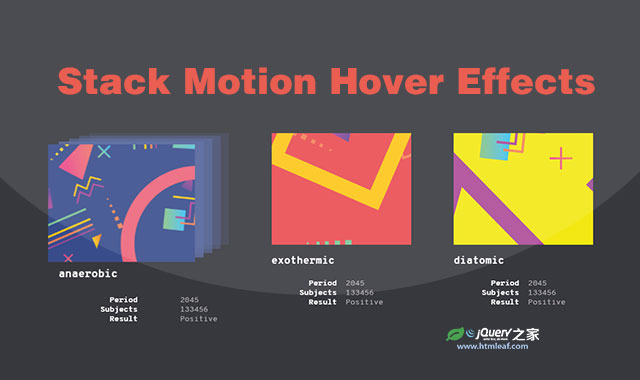 Stack Motion Hover Effects
anaerobic
Period 2045
Subjects 133456
Result Positive
exothermic
Period 2045
Subjects 133456
Result Positive
diatomic
Period 2045
Subjects 133456
Result Positive
jQuery之家
www.htmleaf.com